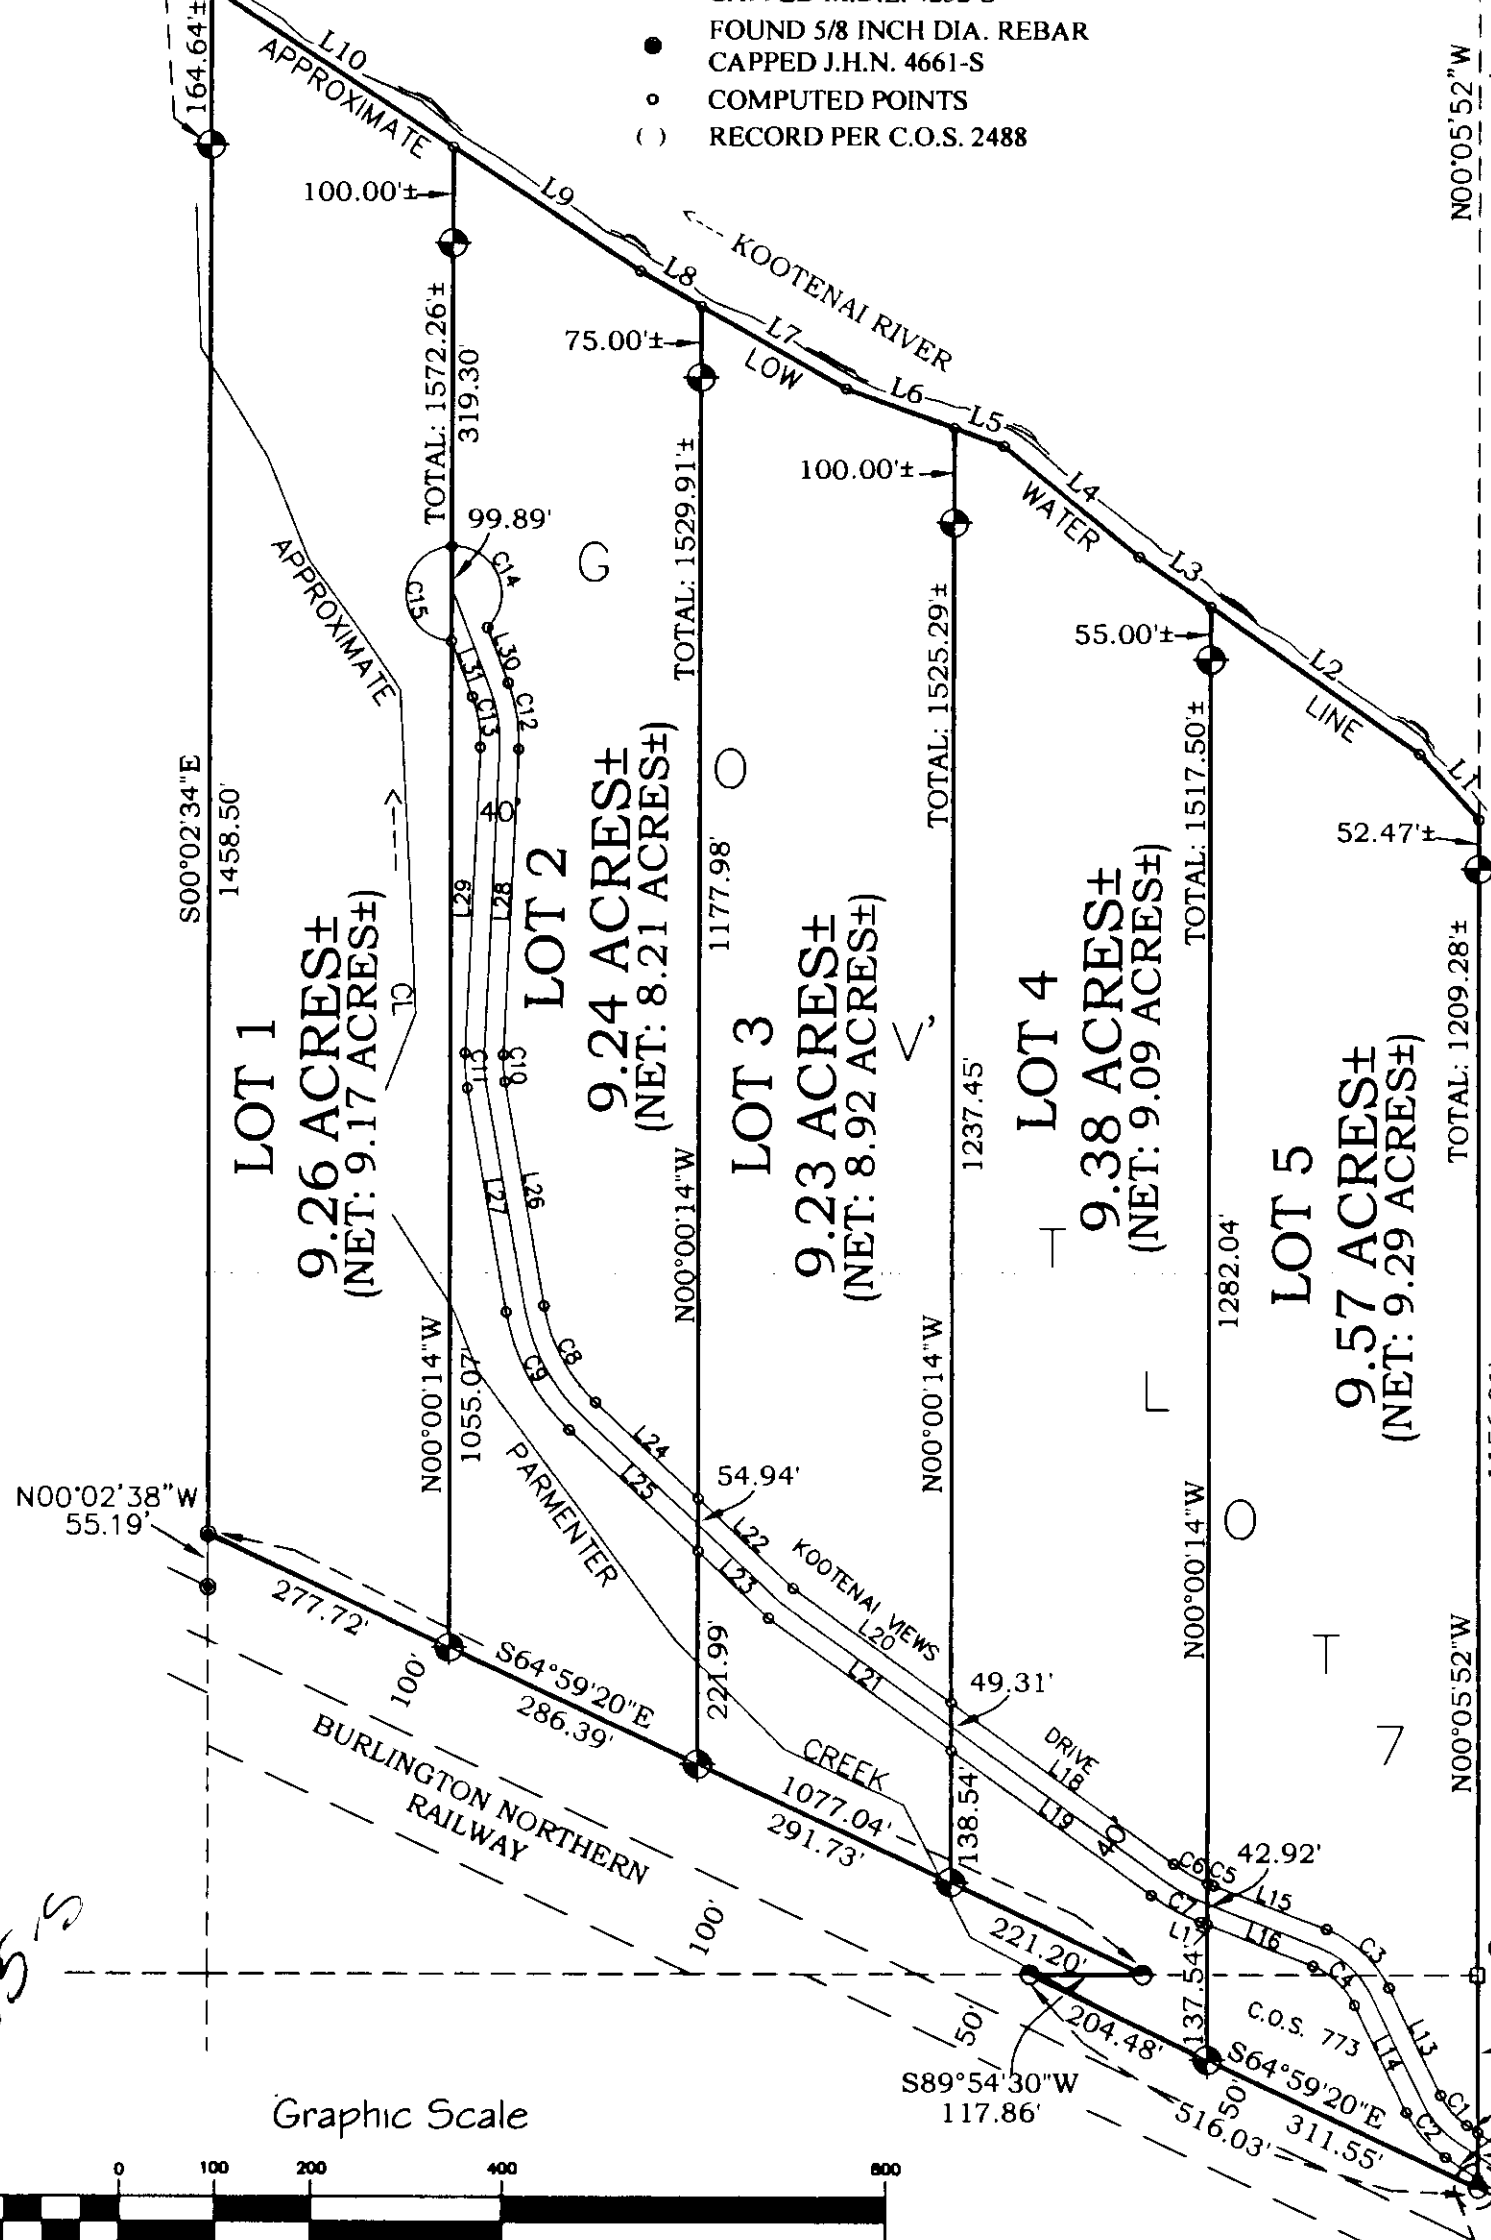 FOUND 5/8 INCH DIA. REBAR
CAPPED J.H.N. 4661-S
COMPUTED POINTS
( ) RECORD PER C.O.S. 2488
164.64'±
L10
APPROXIMATE
100.00'±
L9
L8
<--- KOOTENAI RIVER
N00°05'52"W
75.00'±
L7
LOW
L6
L5
TOTAL: 1572.26'±
319.30'
TOTAL: 1529.91'±
100.00'±
L4
WATER
L3
99.89'
G
C14
C15
APPROXIMATE
TOTAL: 1525.29'±
55.00'±
L2
LINE
L1
L30
L31
C12
C13
40'
O
TOTAL: 1517.50'±
52.47'±
S00°02'34"E
1458.50'
L29
L28
CL
1177.98'
TOTAL: 1209.28'±
LOT 1
9.26 ACRES±
(NET: 9.17 ACRES±)
LOT 2
9.24 ACRES±
(NET: 8.21 ACRES±)
LOT 3
9.23 ACRES±
(NET: 8.92 ACRES±)
LOT 4
9.38 ACRES±
(NET: 9.09 ACRES±)
LOT 5
9.57 ACRES±
(NET: 9.29 ACRES±)
C11
C10
L27
L26
V'
T
L
O
T
7
1237.45'
1282.04'
N00°00'14"W
1055.07'
N00°00'14"W
N00°00'14"W
N00°00'14"W
N00°05'52"W
C8
C9
L24
L25
PARMENTER
54.94'
L22
L23
KOOTENAI VIEWS
L20
L21
N00°02'38"W
55.19'
277.72'
100'
S64°59'20"E
286.39'
221.99'
49.31'
DRIVE
L18
L19
40'
BURLINGTON NORTHERN
RAILWAY
CREEK
1077.04'
291.73'
138.54'
C6
C5
42.92'
L15
C7
L17
L16
C3
C4
100'
221.20'
50'
204.48'
137.54'
C.O.S. 773
L13
L14
S89°54'30"W
117.86'
S64°59'20"E
50'
516.03'
311.55'
C1
C2
Graphic Scale
0 100 200 400 800